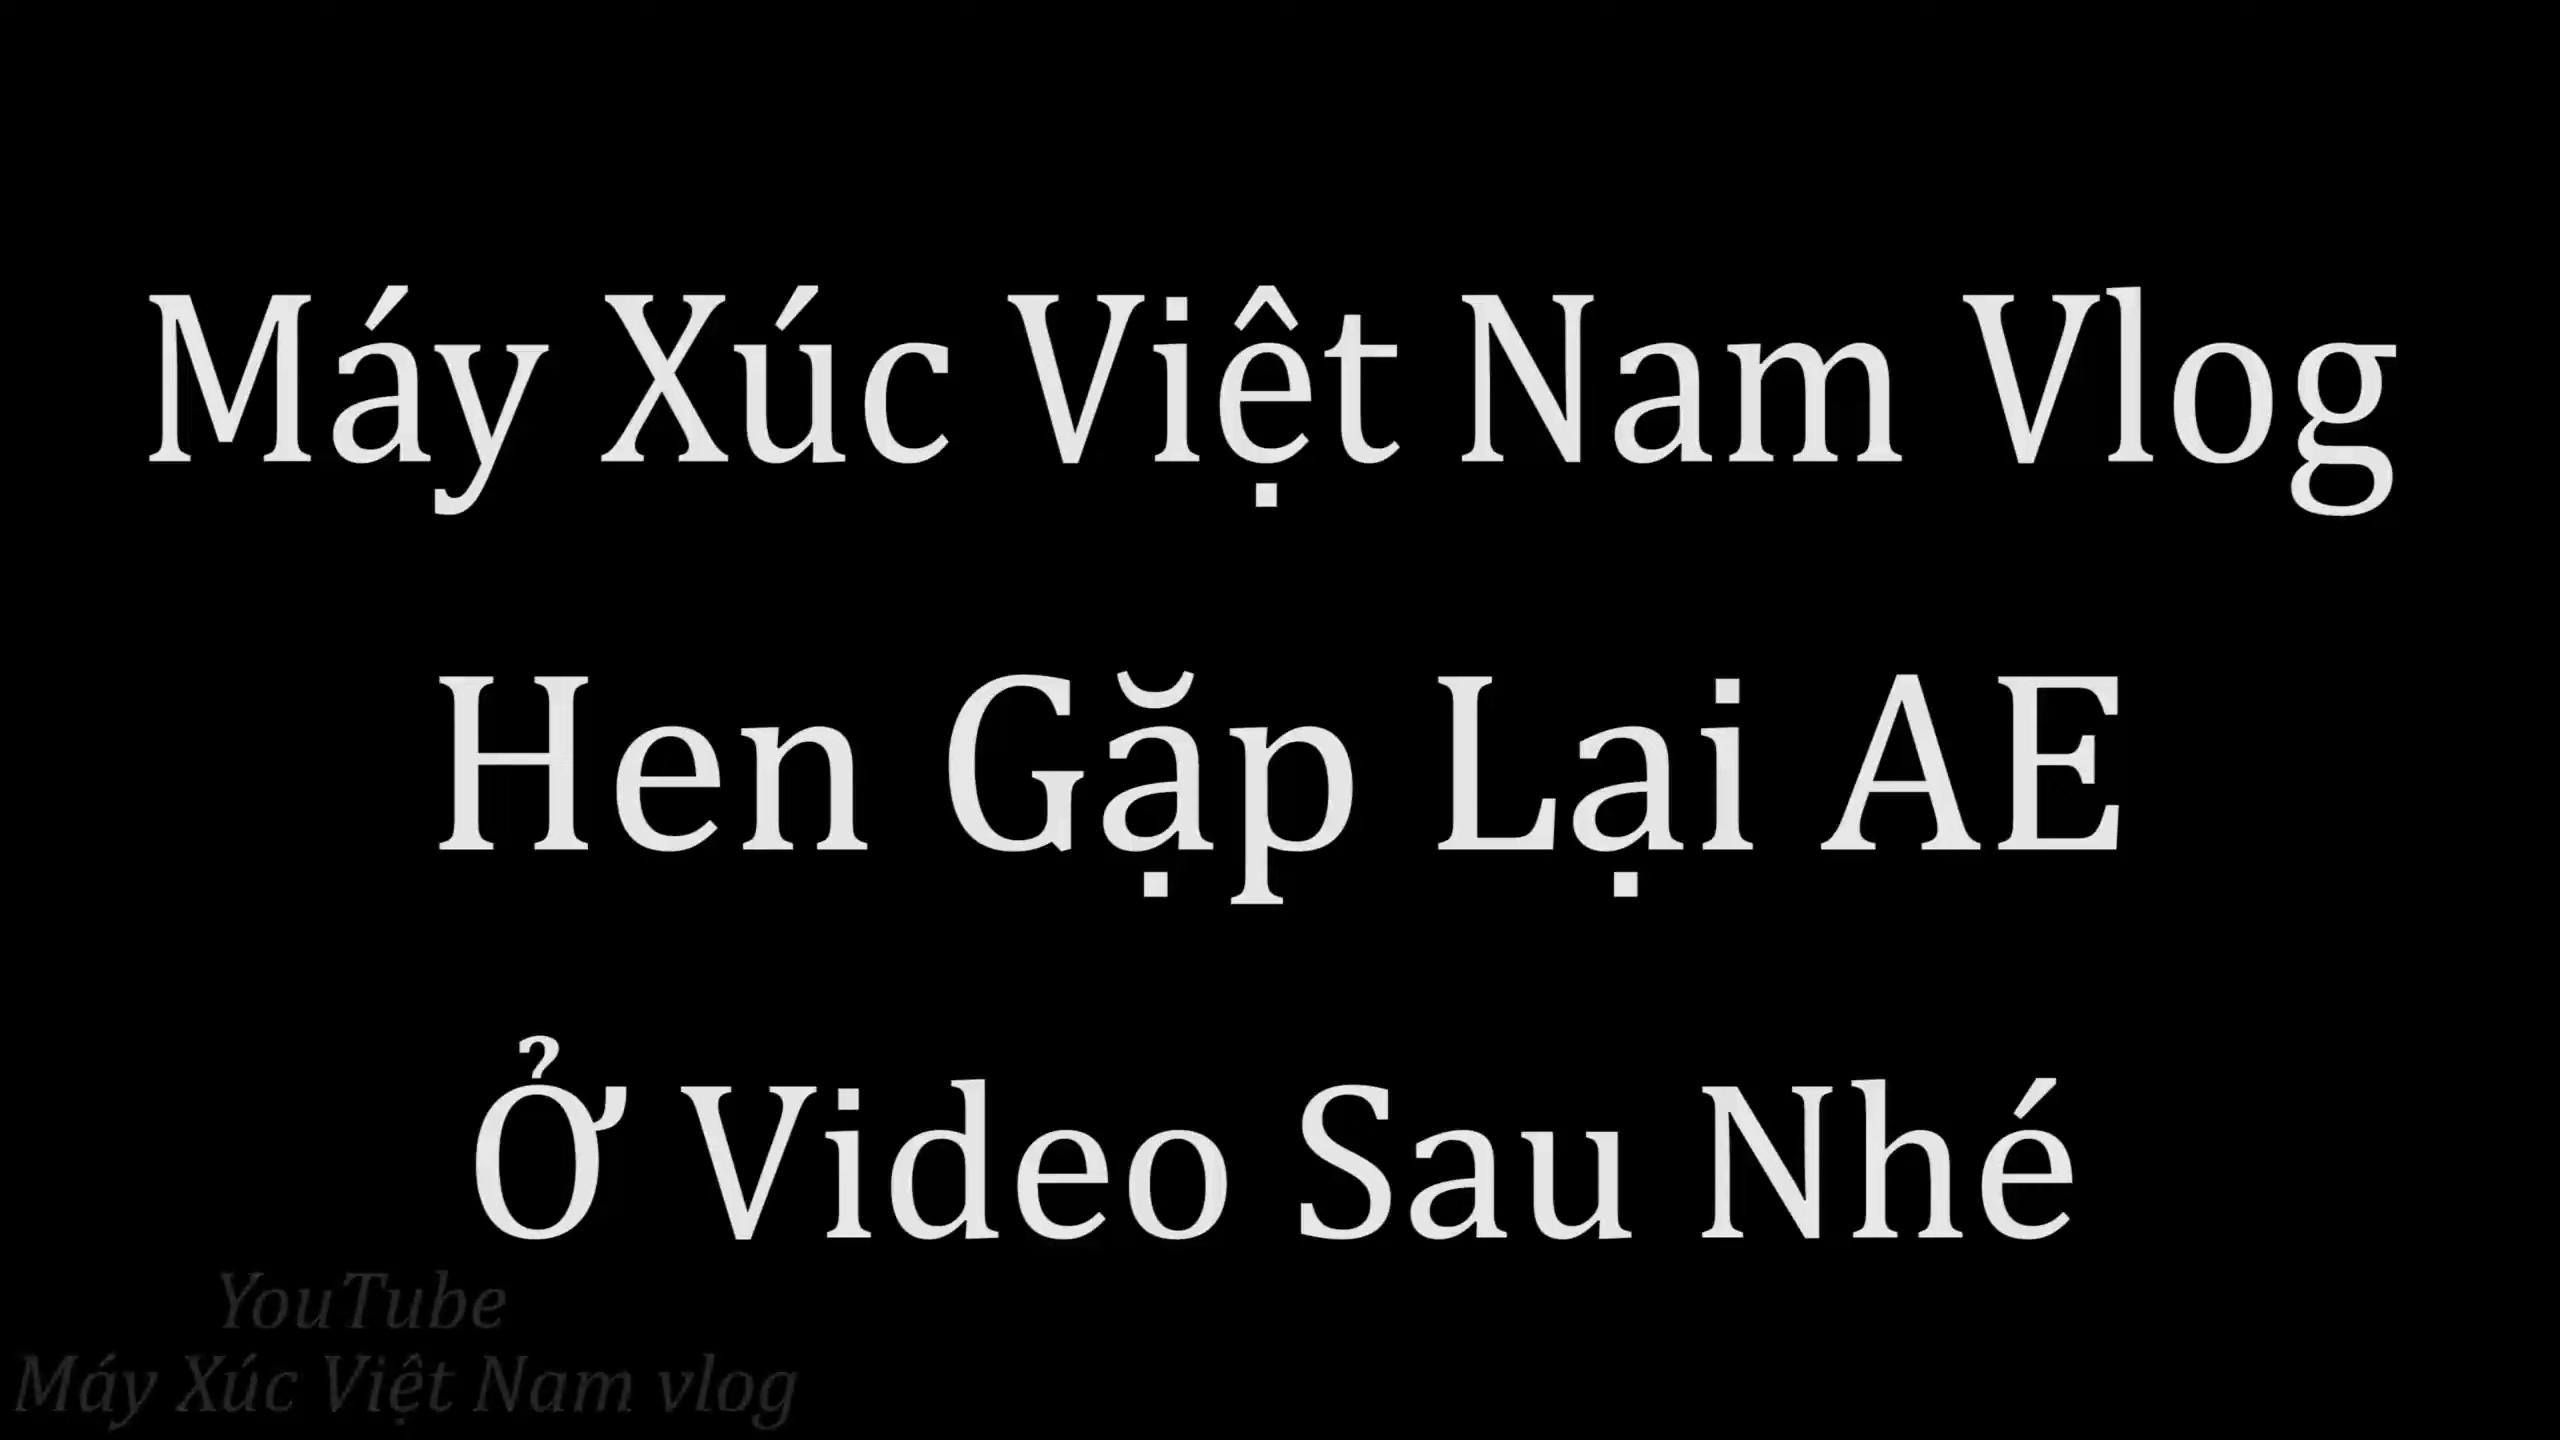 Máy Xúc Việt Nam Vlog
Hen Gặp Lại AE
Ở Video Sau Nhé
YouTube
Máy Xúc Việt Nam vlog